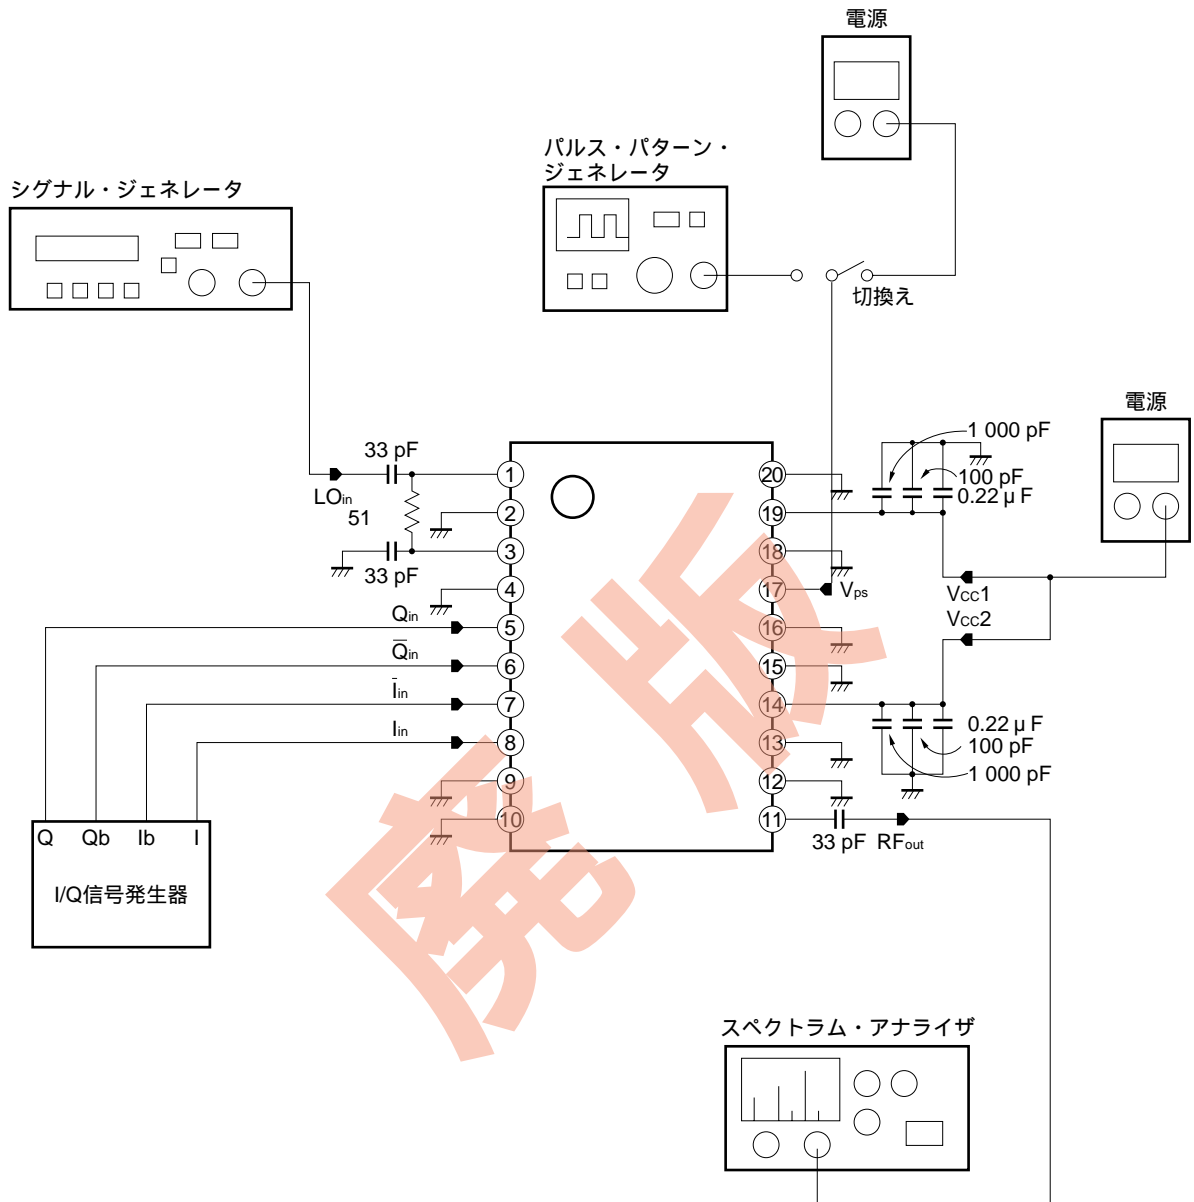 電源
パルス・パターン・
ジェネレータ
シグナル・ジェネレータ
切換え
電源
1 000 pF
100 pF
0.22 μ F
33 pF
LOin
51
33 pF
1
2
3
4
5
6
7
8
9
10
20
19
18
17
16
15
14
13
12
11
Vps
VCC1
VCC2
Qin
Q̅in
I̅in
Iin
0.22 μ F
100 pF
1 000 pF
33 pF RFout
Q Qb Ib I
I/Q信号発生器
スペクトラム・アナライザ
廃版